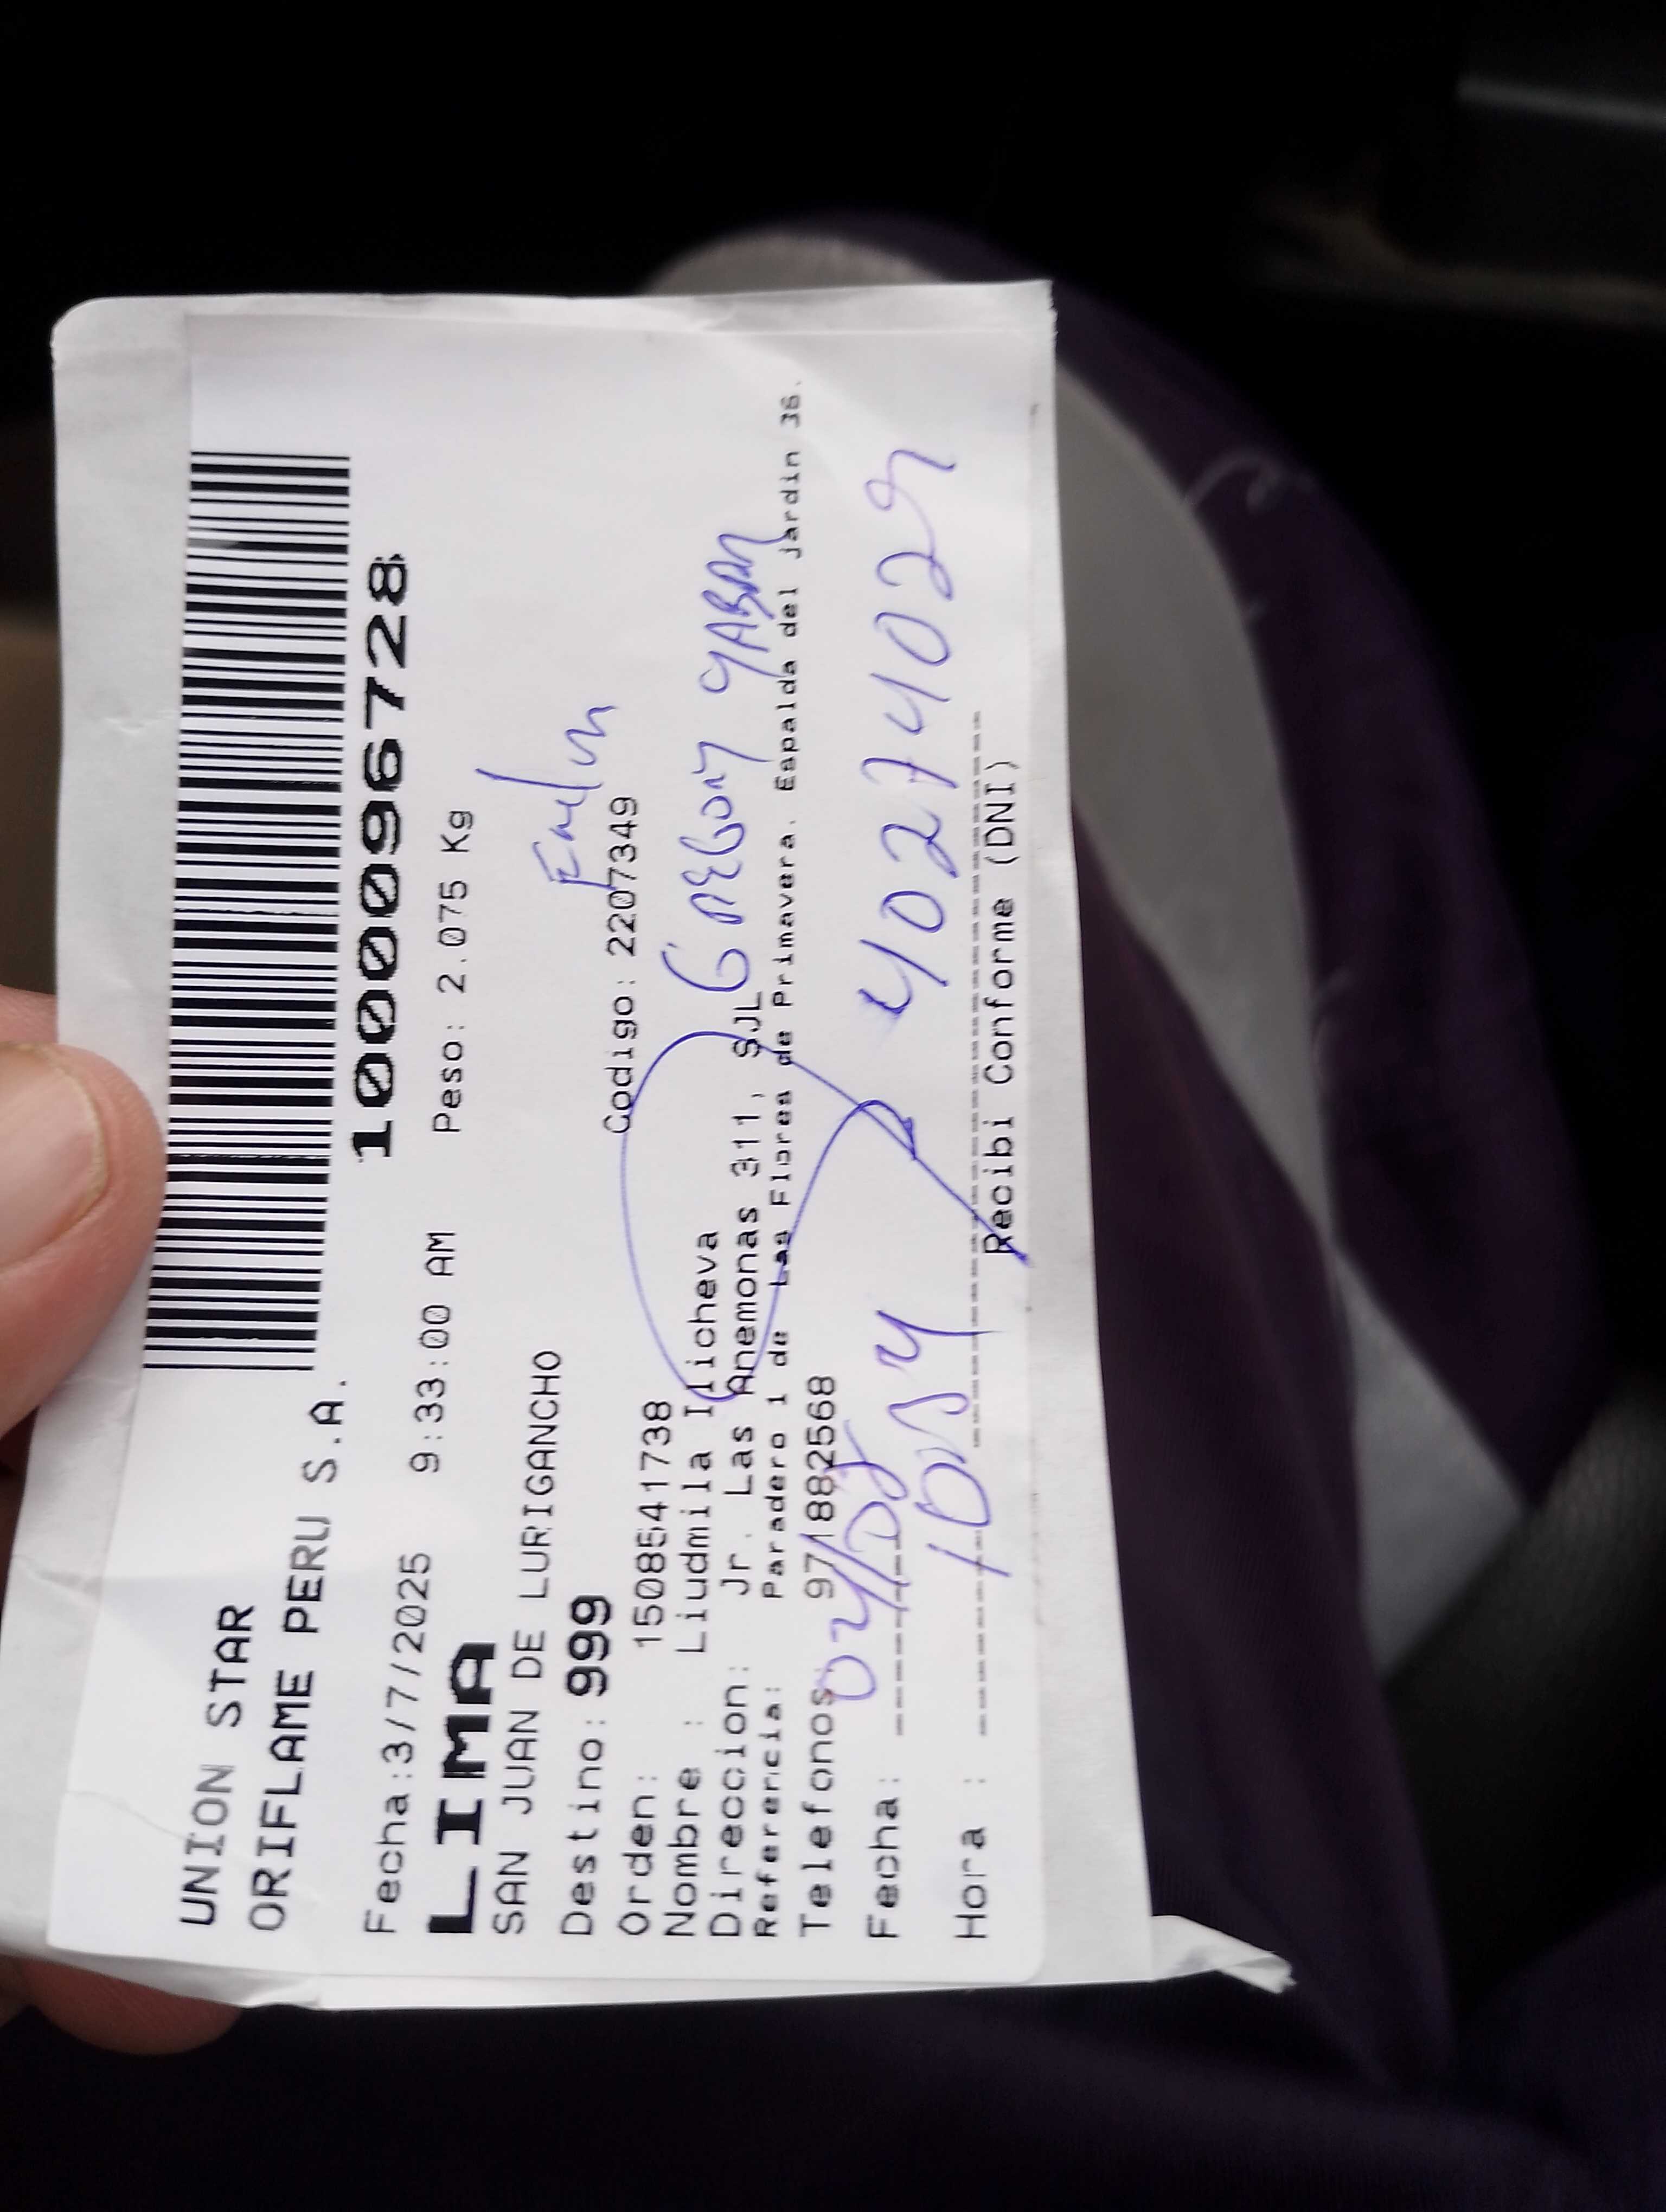 UNION STAR
ORIFLAME PERU S.A.
1000096728
Fecha:3/7/2025 9:33:00 AM Peso: 2.075 Kg
LIMA
SAN JUAN DE LURIGANCHO
Destino: 999
Orden: 1508541738 Codigo: 2207349
Nombre : Liudmila Ilicheva
Direccion: Jr. Las Anemonas 311, SJL
Referencia: Paradero 1 de Las Flores de Primavera. Espalda del jardin 36.
Telefonos: 971882568
Fecha:
40274029
Hora :
Recibi Conforme (DNI)